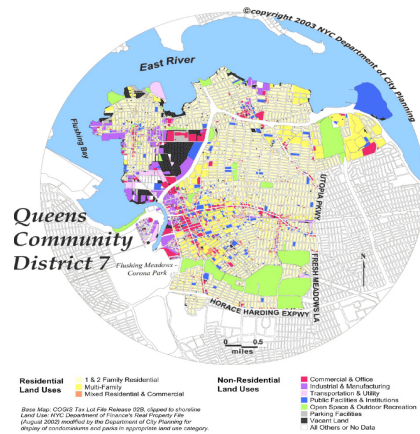 ©copyright 2003 NYC Department of City Planning
East River
Flushing Bay
UTOPIA PKWY
Queens
Community
District 7
Flushing Meadows -
Corona Park
FRESH MEADOWS LA
N
HORACE HARDING EXPWY
0 0.5
miles
Residential
Land Uses
1 & 2 Family Residential
Multi-Family
Mixed Residential & Commercial
Non-Residential
Land Uses
Commercial & Office
Industrial & Manufacturing
Transportation & Utility
Public Facilities & Institutions
Open Space & Outdoor Recreation
Parking Facilities
Vacant Land
All Others or No Data
Base Map: COGIS Tax Lot File Release 02B, clipped to shoreline
Land Use: NYC Department of Finance's Real Property File
(August 2002) modified by the Department of City Planning for
display of condominiums and parks in appropriate land use category.